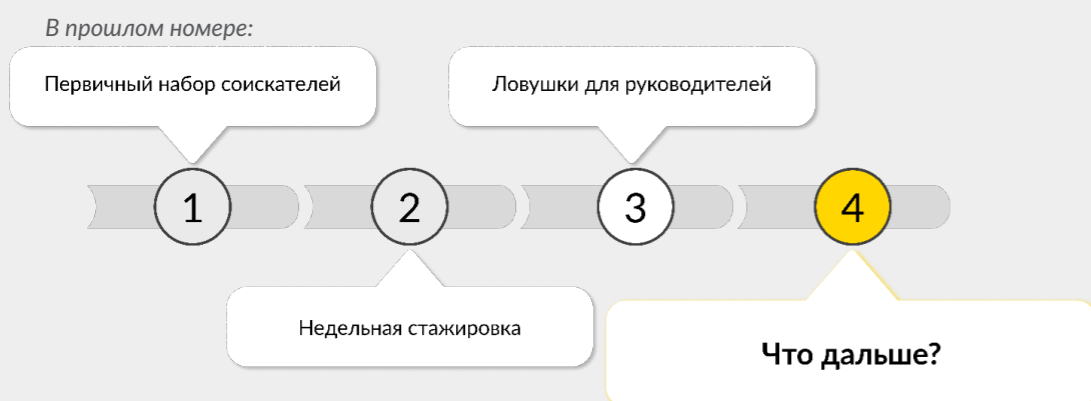 В прошлом номере:
Первичный набор соискателей
Ловушки для руководителей
1
2
3
4
Недельная стажировка
Что дальше?